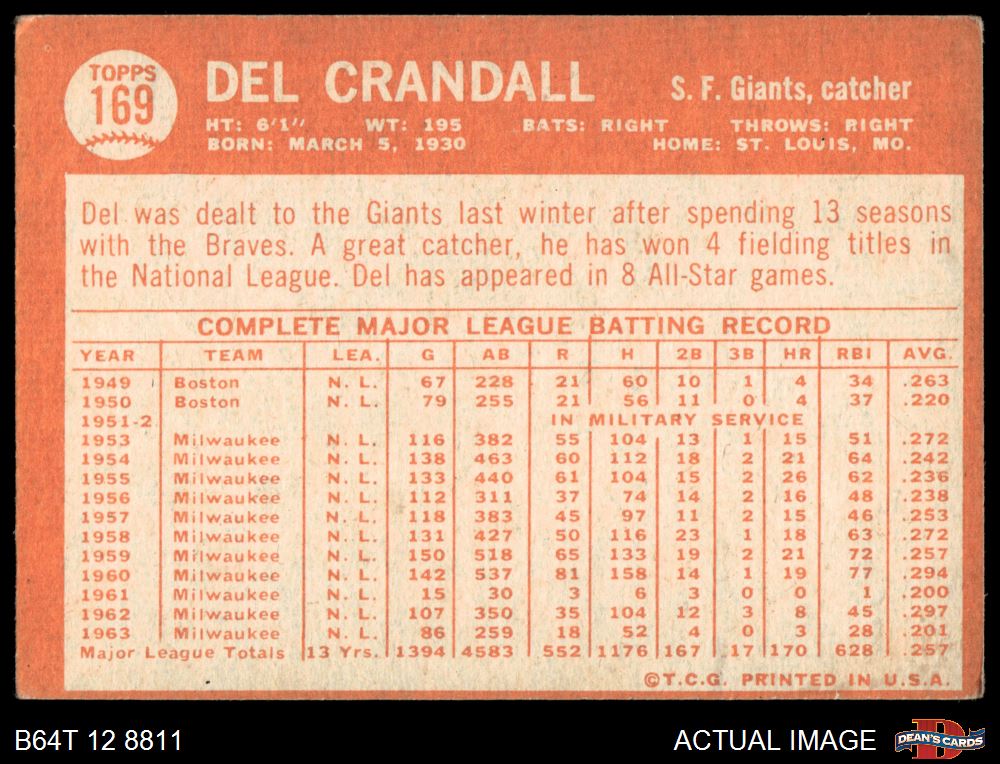 TOPPS
169
DEL CRANDALL
S. F. Giants, catcher
HT: 6'1" WT: 195 BATS: RIGHT THROWS: RIGHT
BORN: MARCH 5, 1930 HOME: ST. LOUIS, MO.
Del was dealt to the Giants last winter after spending 13 seasons
with the Braves. A great catcher, he has won 4 fielding titles in
the National League. Del has appeared in 8 All-Star games.
COMPLETE MAJOR LEAGUE BATTING RECORD
YEAR TEAM LEA. G AB R H 2B 3B HR RBI AVG.
1949 Boston N. L. 67 228 21 60 10 1 4 34 .263
1950 Boston N. L. 79 255 21 56 11 0 4 37 .220
1951-2 IN MILITARY SERVICE
1953 Milwaukee N. L. 116 382 55 104 13 1 15 51 .272
1954 Milwaukee N. L. 138 463 60 112 18 2 21 64 .242
1955 Milwaukee N. L. 133 440 61 104 15 2 26 62 .236
1956 Milwaukee N. L. 112 311 37 74 14 2 16 48 .238
1957 Milwaukee N. L. 118 383 45 97 11 2 15 46 .253
1958 Milwaukee N. L. 131 427 50 116 23 1 18 63 .272
1959 Milwaukee N. L. 150 518 65 133 19 2 21 72 .257
1960 Milwaukee N. L. 142 537 81 158 14 1 19 77 .294
1961 Milwaukee N. L. 15 30 3 6 3 0 0 1 .200
1962 Milwaukee N. L. 107 350 35 104 12 3 8 45 .297
1963 Milwaukee N. L. 86 259 18 52 4 0 3 28 .201
Major League Totals 13 Yrs. 1394 4583 552 1176 167 17 170 628 .257
©T.C.G. PRINTED IN U.S.A.
B64T 12 8811
ACTUAL IMAGE
DEAN'S CARDS